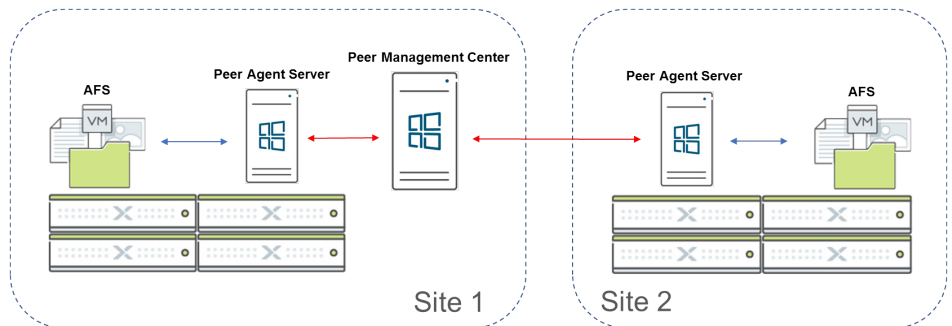 Peer Management Center
Peer Agent Server
AFS
VM
Peer Agent Server
AFS
VM
Site 1
Site 2